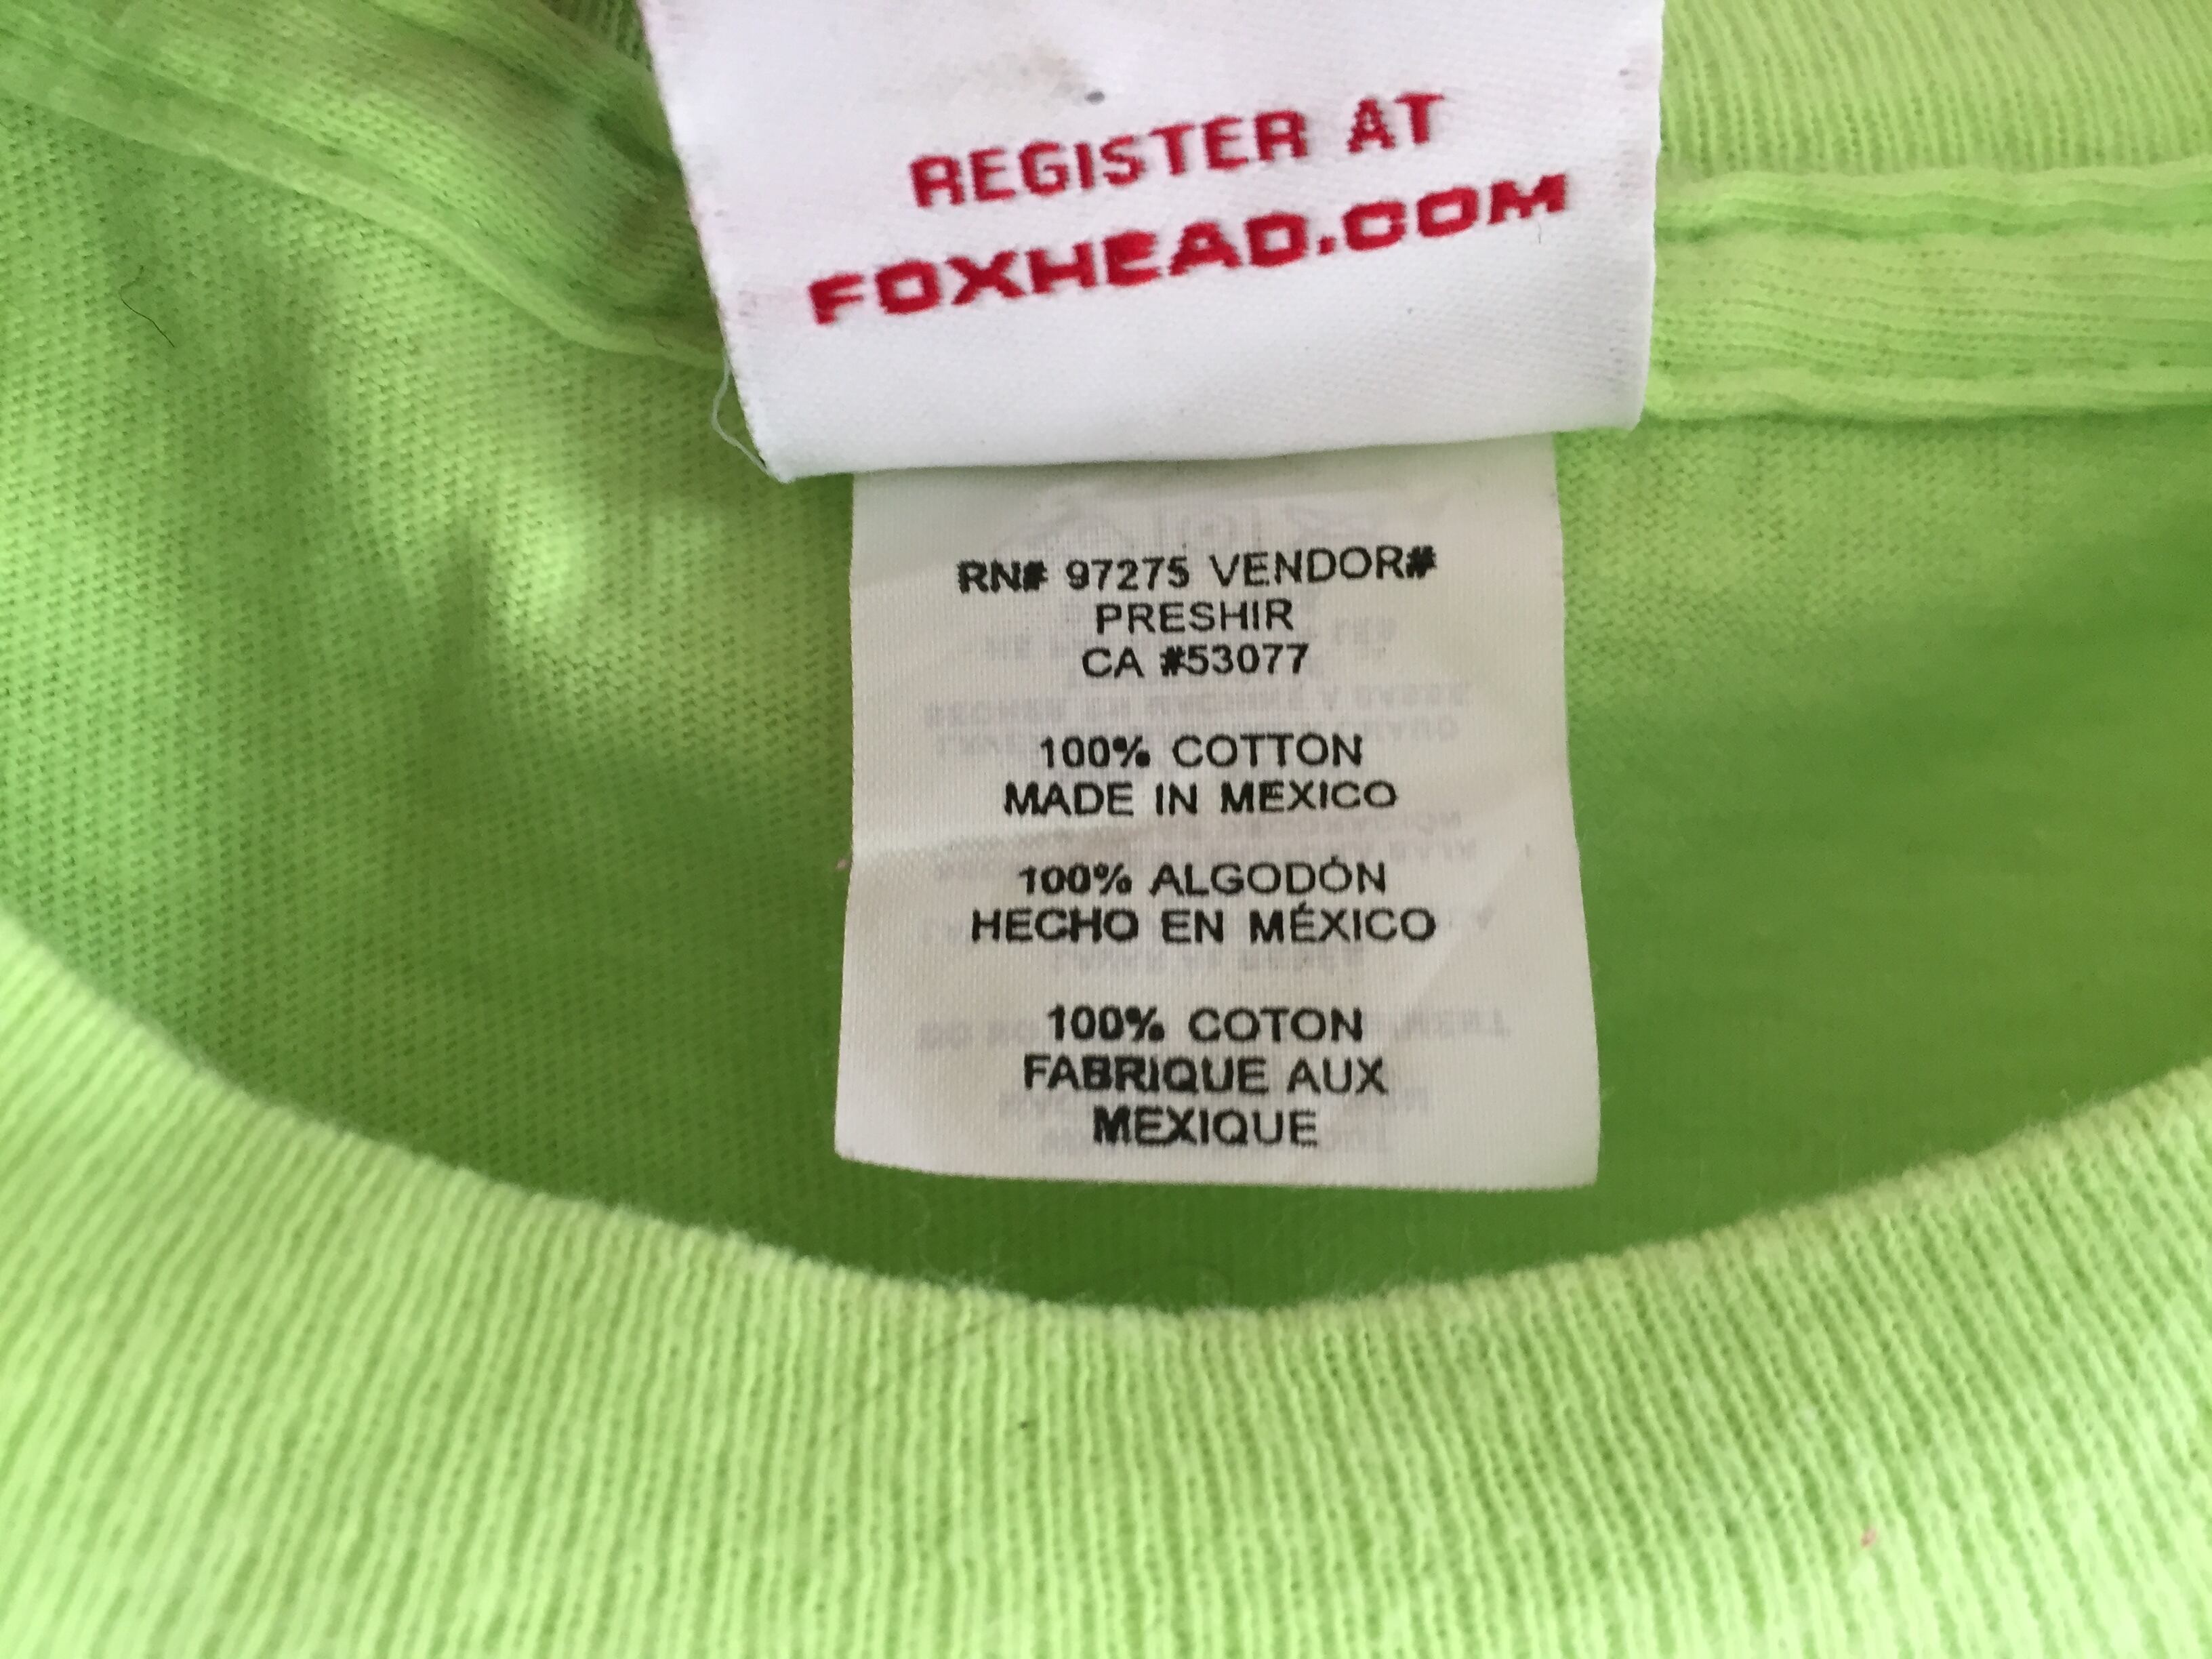 REGISTER AT
FOXHEAD.COM
RN# 97275 VENDOR#
PRESHIR
CA #53077
100% COTTON
MADE IN MEXICO
100% ALGODÓN
HECHO EN MÉXICO
100% COTON
FABRIQUE AUX
MEXIQUE